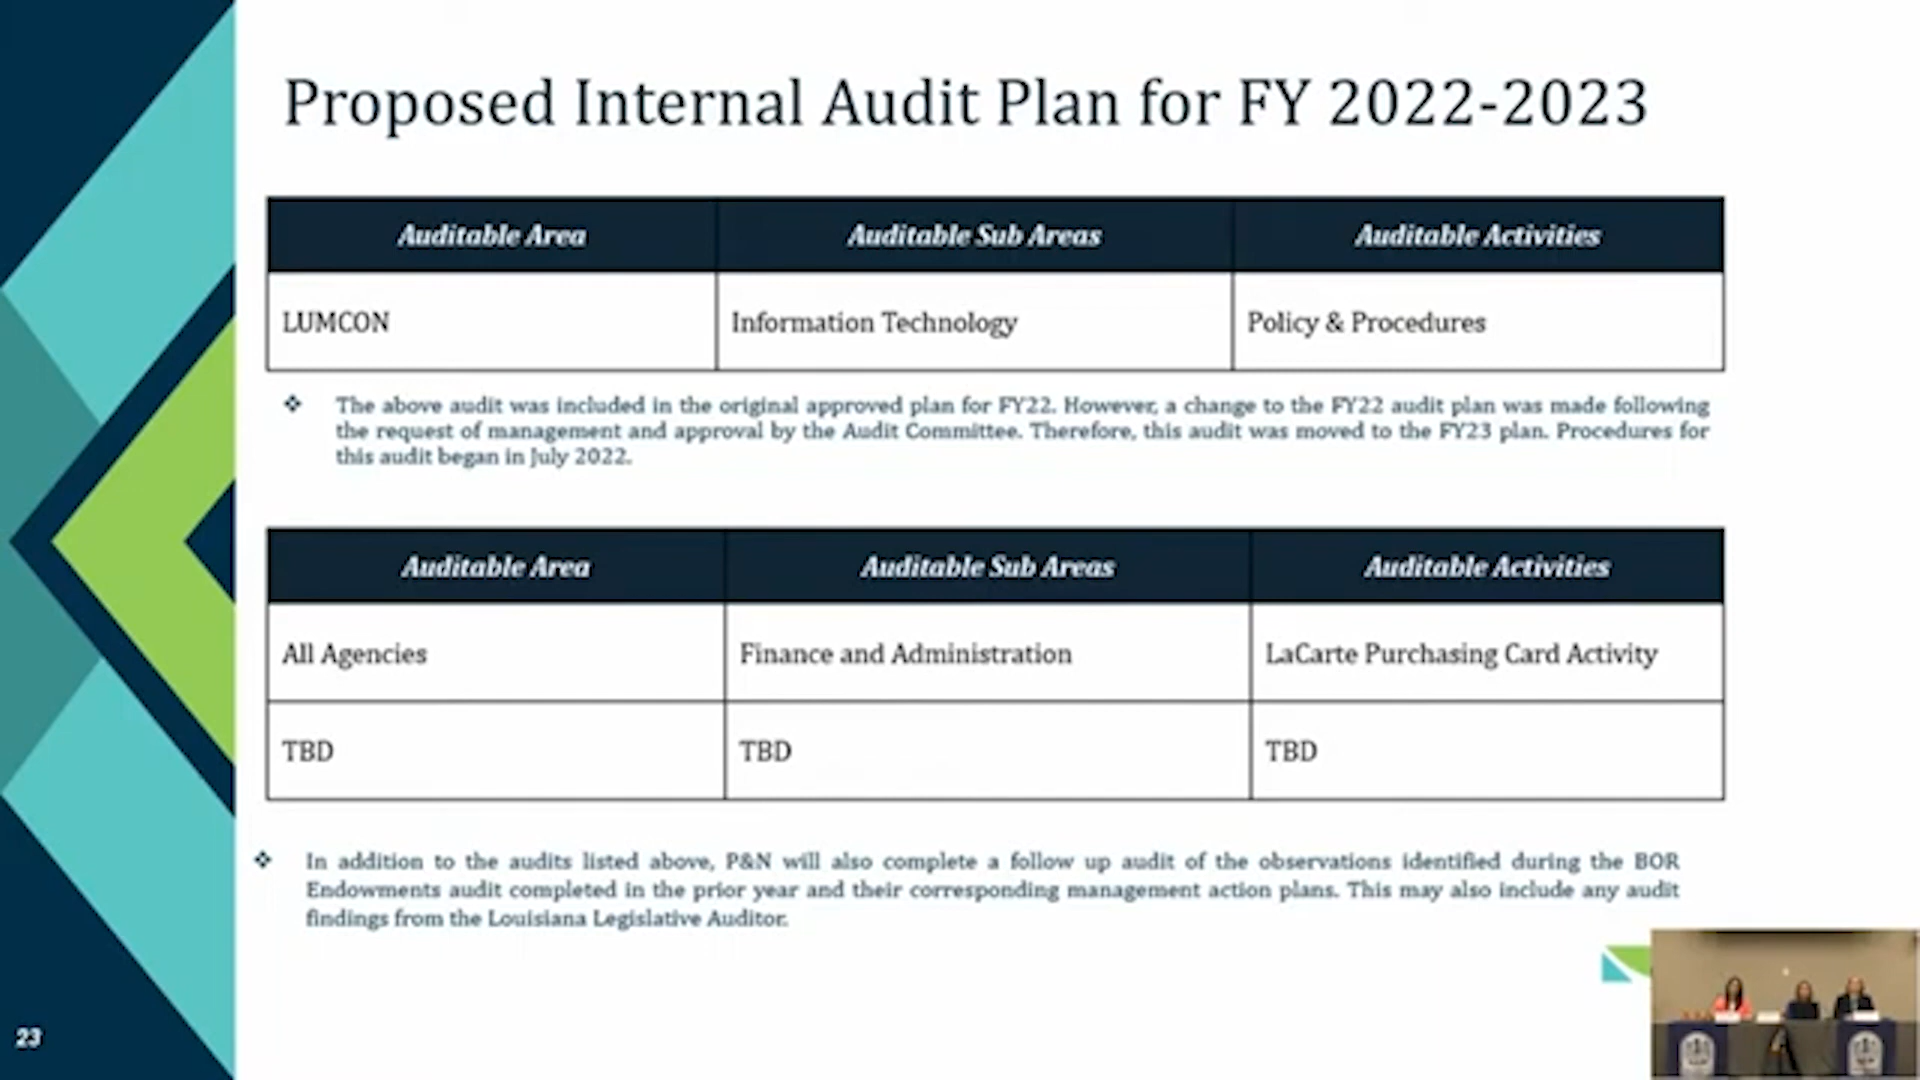 Proposed Internal Audit Plan for FY 2022-2023
Auditable Area Auditable Sub Areas Auditable Activities
LUMCON Information Technology Policy & Procedures
❖ The above audit was included in the original approved plan for FY22. However, a change to the FY22 audit plan was made following
the request of management and approval by the Audit Committee. Therefore, this audit was moved to the FY23 plan. Procedures for
this audit began in July 2022.
Auditable Area Auditable Sub Areas Auditable Activities
All Agencies Finance and Administration LaCarte Purchasing Card Activity
TBD TBD TBD
❖ In addition to the audits listed above, P&N will also complete a follow up audit of the observations identified during the BOR
Endowments audit completed in the prior year and their corresponding management action plans. This may also include any audit
findings from the Louisiana Legislative Auditor.
23